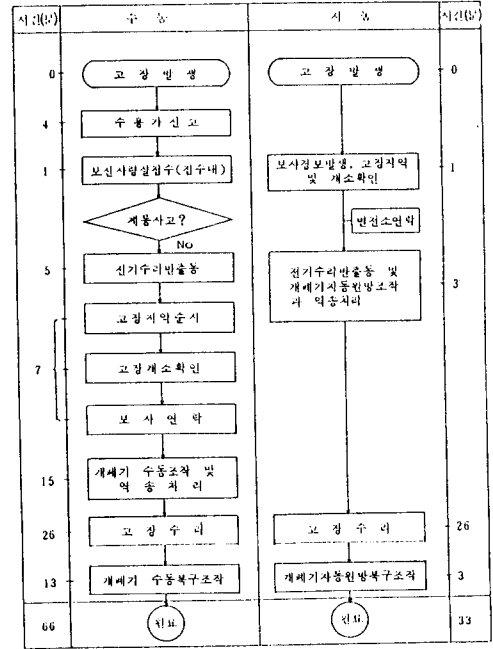 시간(분) 수동 자동 시간(분)
0 고장발생 고장발생 0
4 수용가신고
1 보신사령실접수(접수대) 보사경보발생, 고장지역 1
및 개소확인
계통사고?
변전소연락
No
5 전기수리반출동 전기수리반출동 및 3
개폐기자동원방조작
과 역송처리
고장지역순시
7 고장개소확인
보사연락
15 개폐기 수동조작 및
역송처리
26 고장수리 고장수리 26
13 개폐기 수동복구조작 개폐기자동원방복구조작 3
66 완료 완료 33